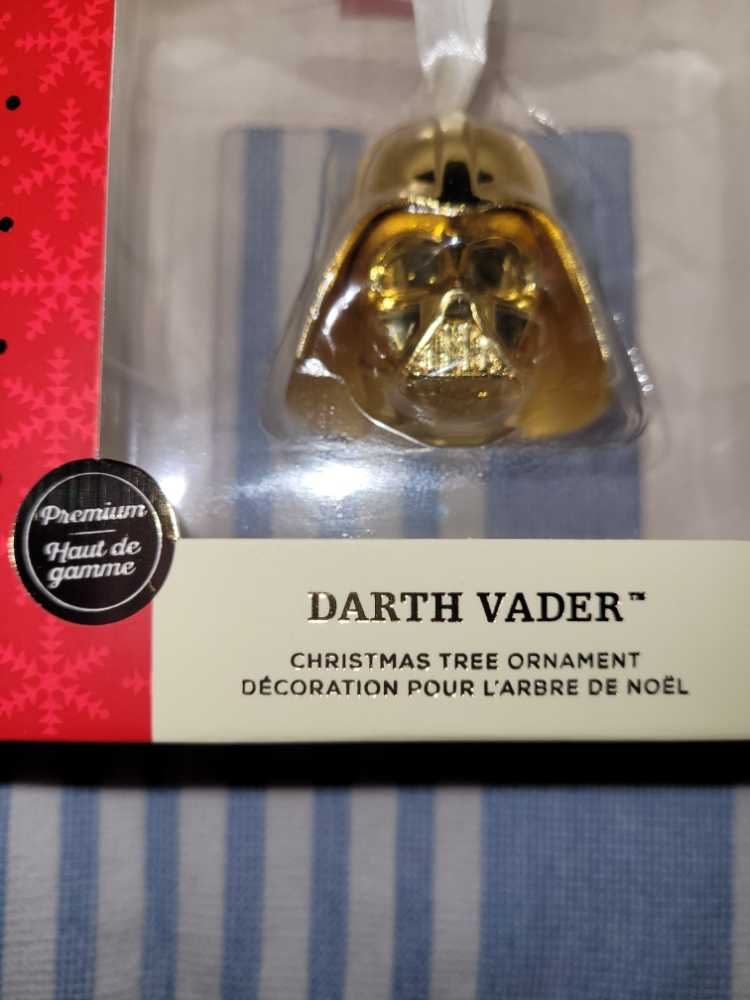 Premium
Haut de
gamme
DARTH VADER™
CHRISTMAS TREE ORNAMENT
DÉCORATION POUR L'ARBRE DE NOËL